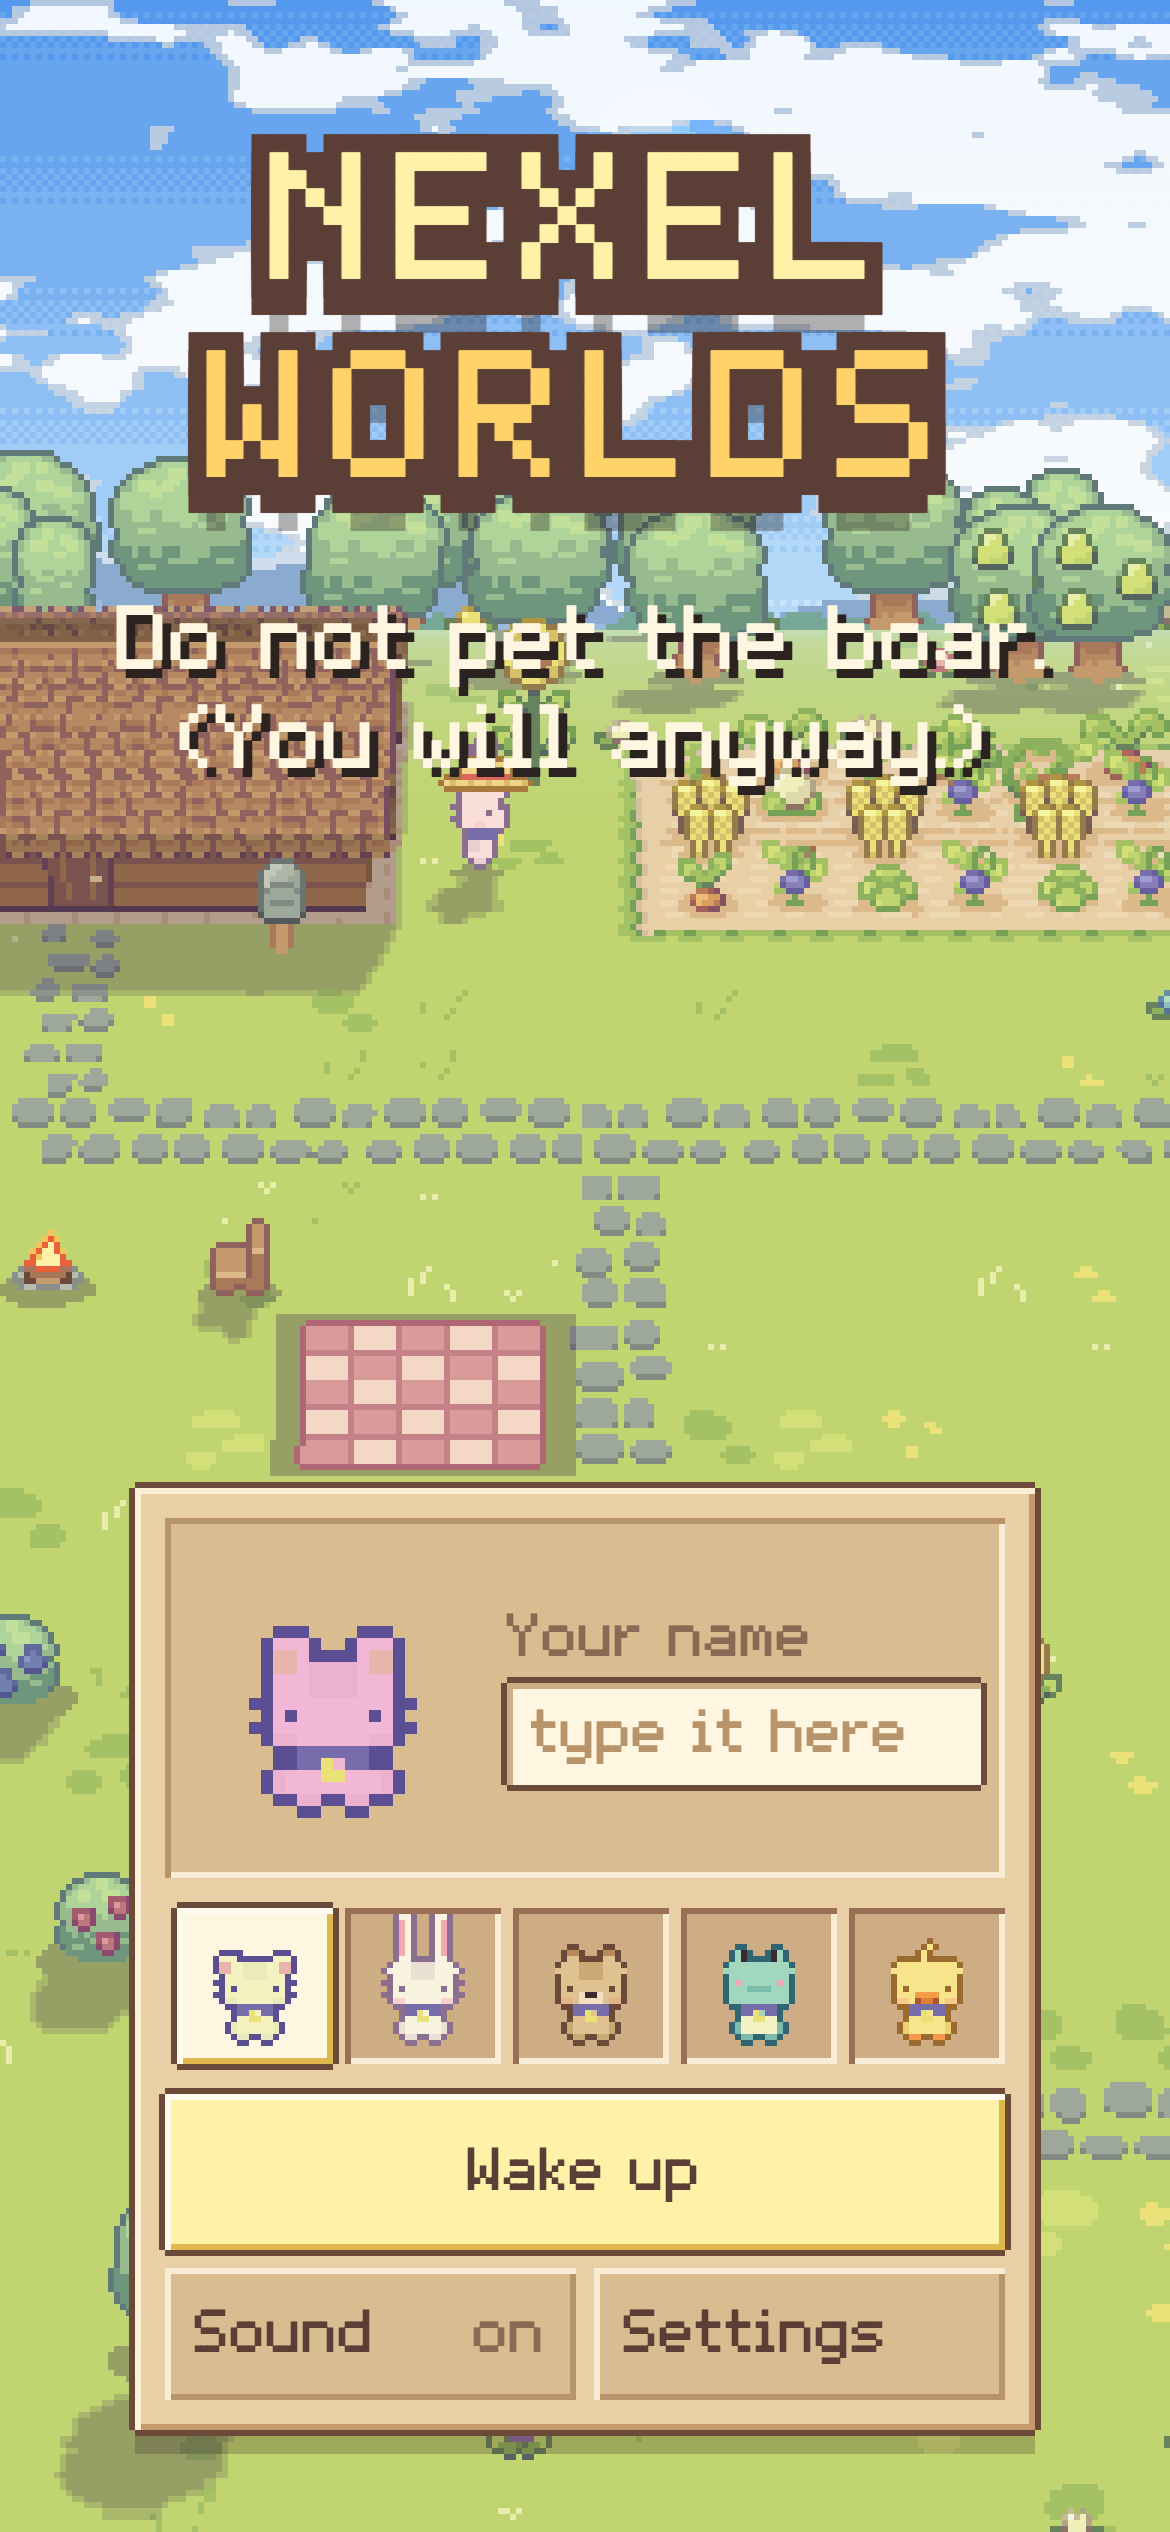 NEXEL
WORLDS
Do not pet the boar.
(You will anyway.)
Your name
type it here
Wake up
Sound on
Settings